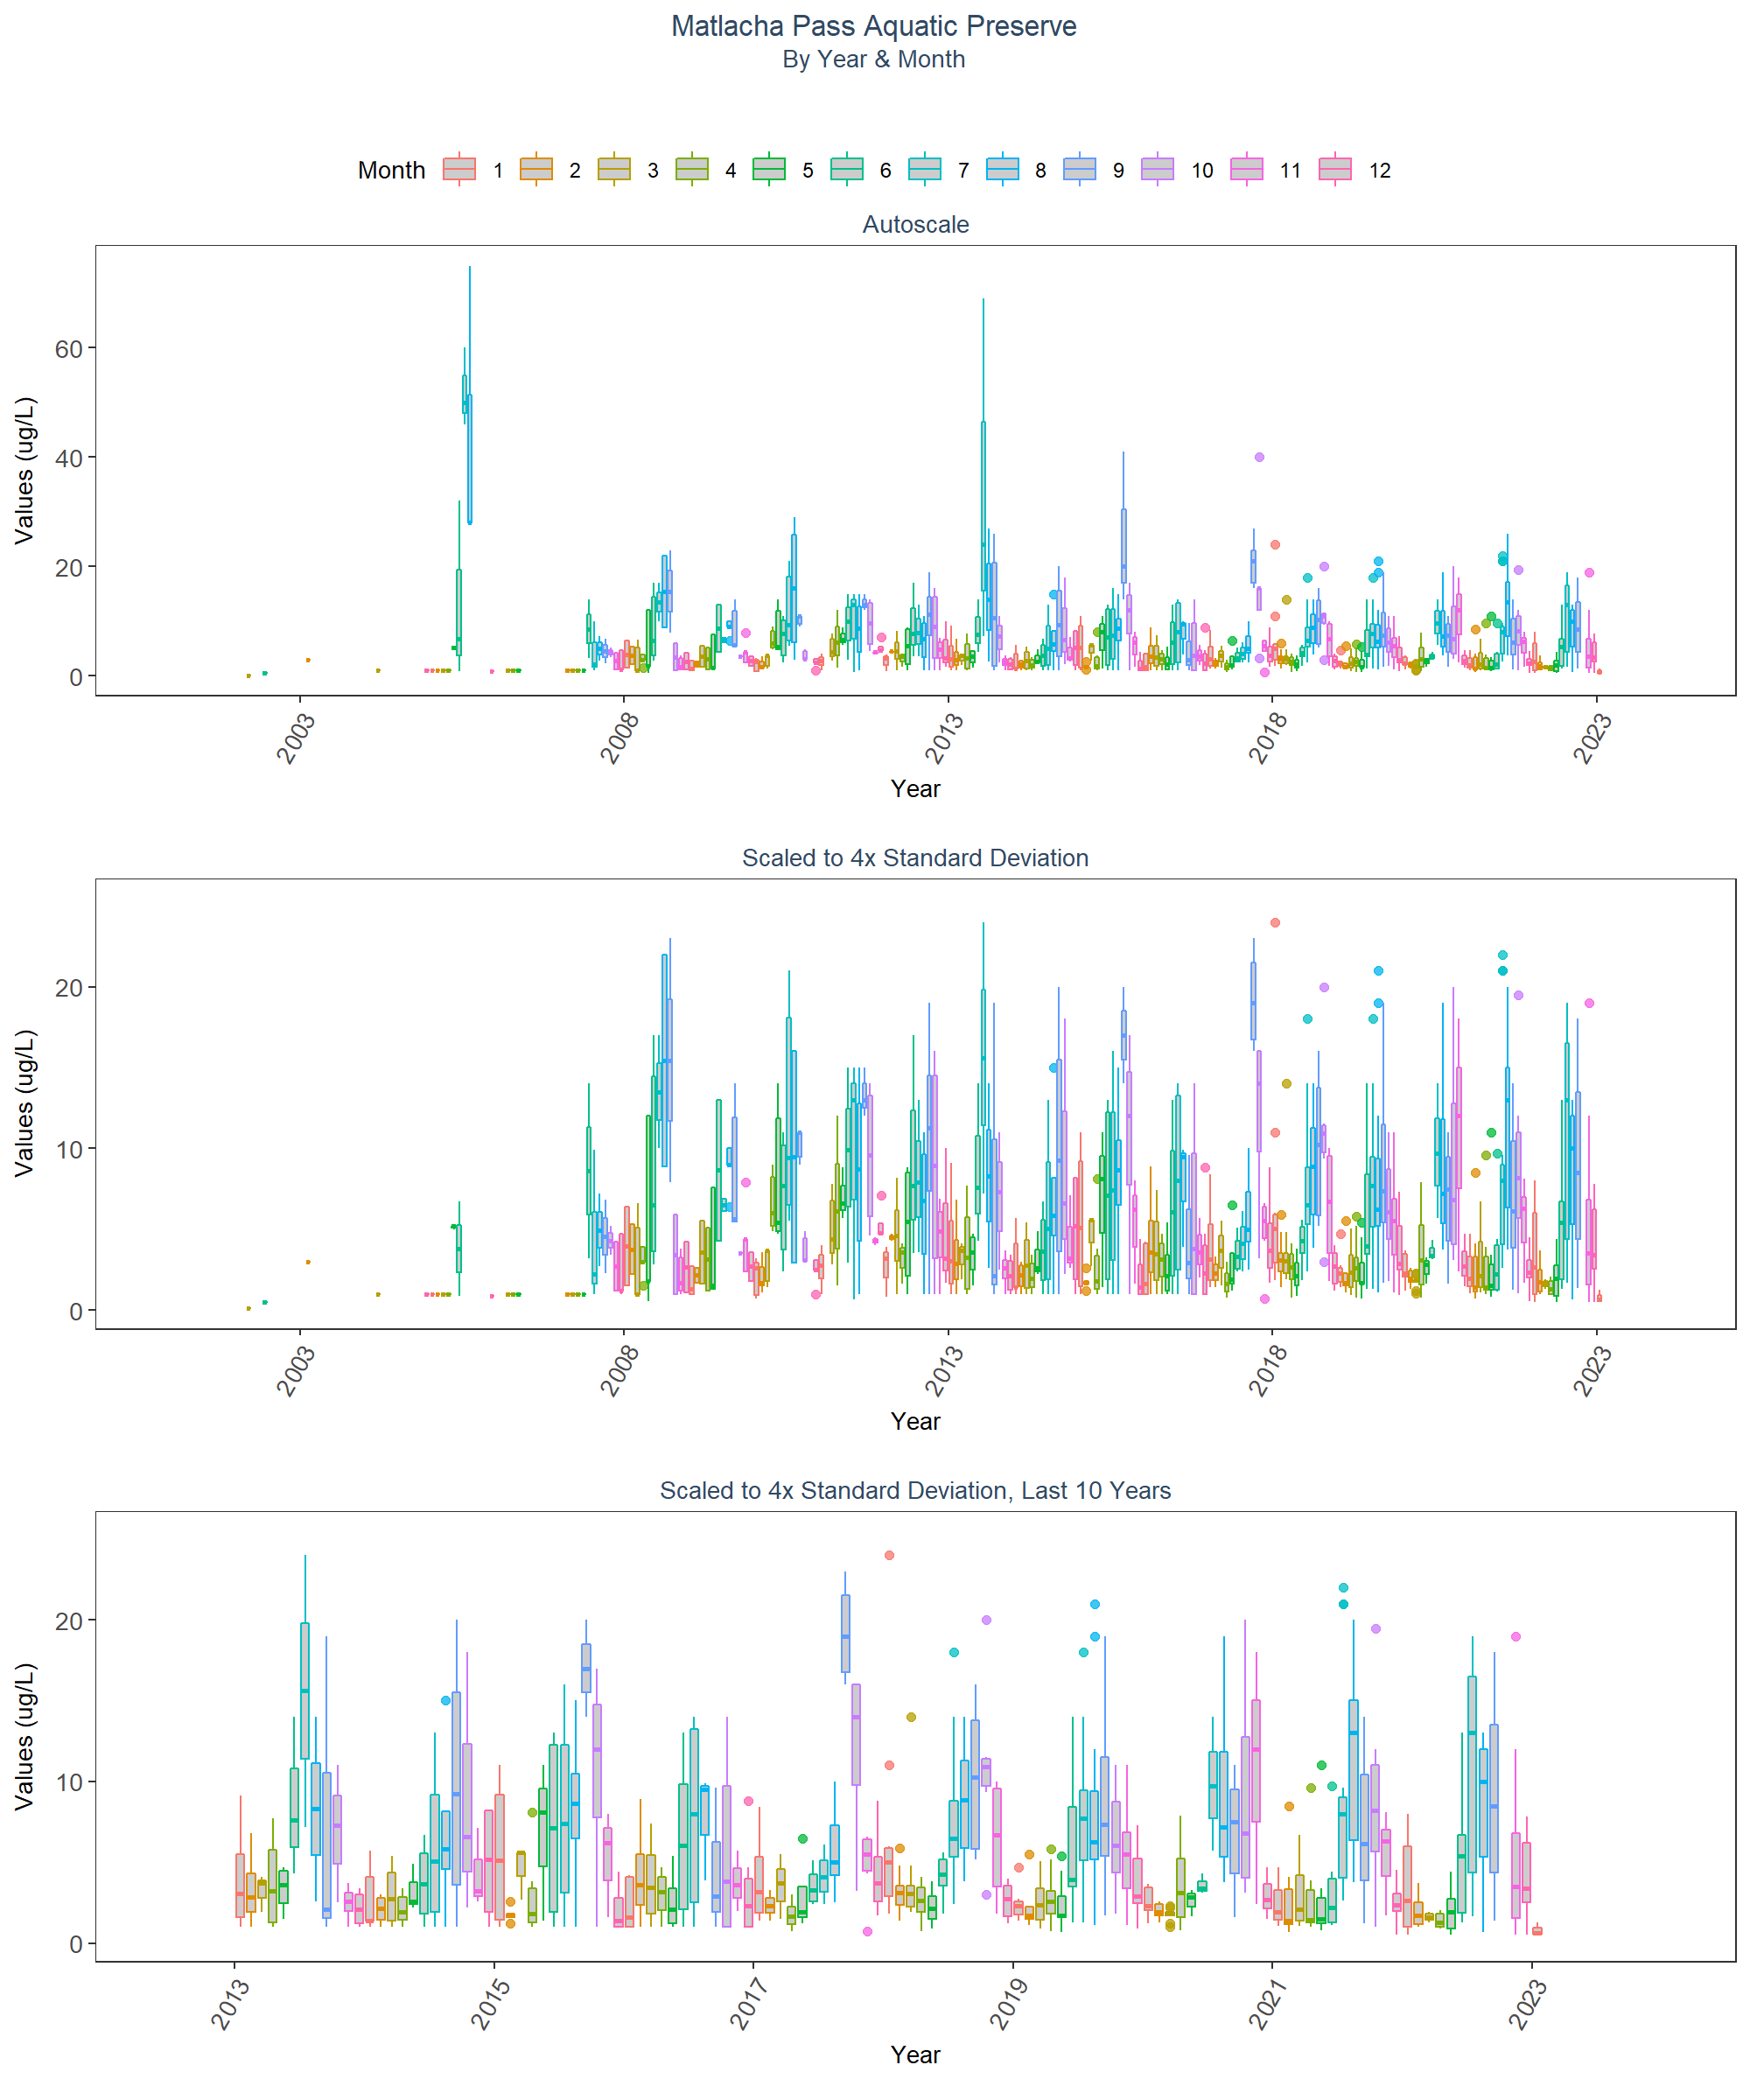 Matlacha Pass Aquatic Preserve
By Year & Month
Month 1 2 3 4 5 6 7 8 9 10 11 12
Autoscale
Values (ug/L)
60
40
20
0
2003 2008 2013 2018 2023
Year
Scaled to 4x Standard Deviation
Values (ug/L)
20
10
0
2003 2008 2013 2018 2023
Year
Scaled to 4x Standard Deviation, Last 10 Years
Values (ug/L)
20
10
0
2013 2015 2017 2019 2021 2023
Year